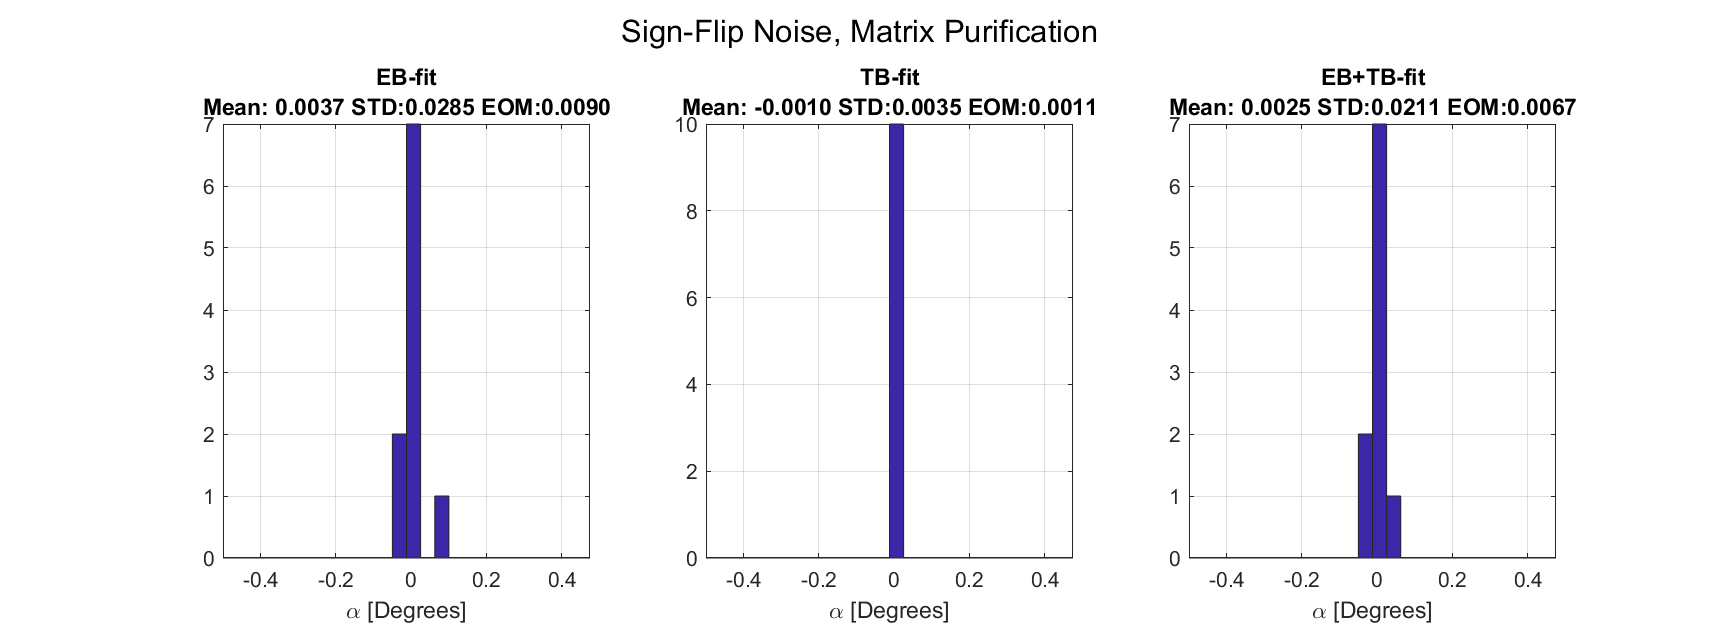 Sign-Flip Noise, Matrix Purification
EB-fit
Mean: 0.0037 STD:0.0285 EOM:0.0090
7
6
5
4
3
2
1
0
-0.4 -0.2 0 0.2 0.4
α [Degrees]
TB-fit
Mean: -0.0010 STD:0.0035 EOM:0.0011
10
8
6
4
2
0
-0.4 -0.2 0 0.2 0.4
α [Degrees]
EB+TB-fit
Mean: 0.0025 STD:0.0211 EOM:0.0067
7
6
5
4
3
2
1
0
-0.4 -0.2 0 0.2 0.4
α [Degrees]